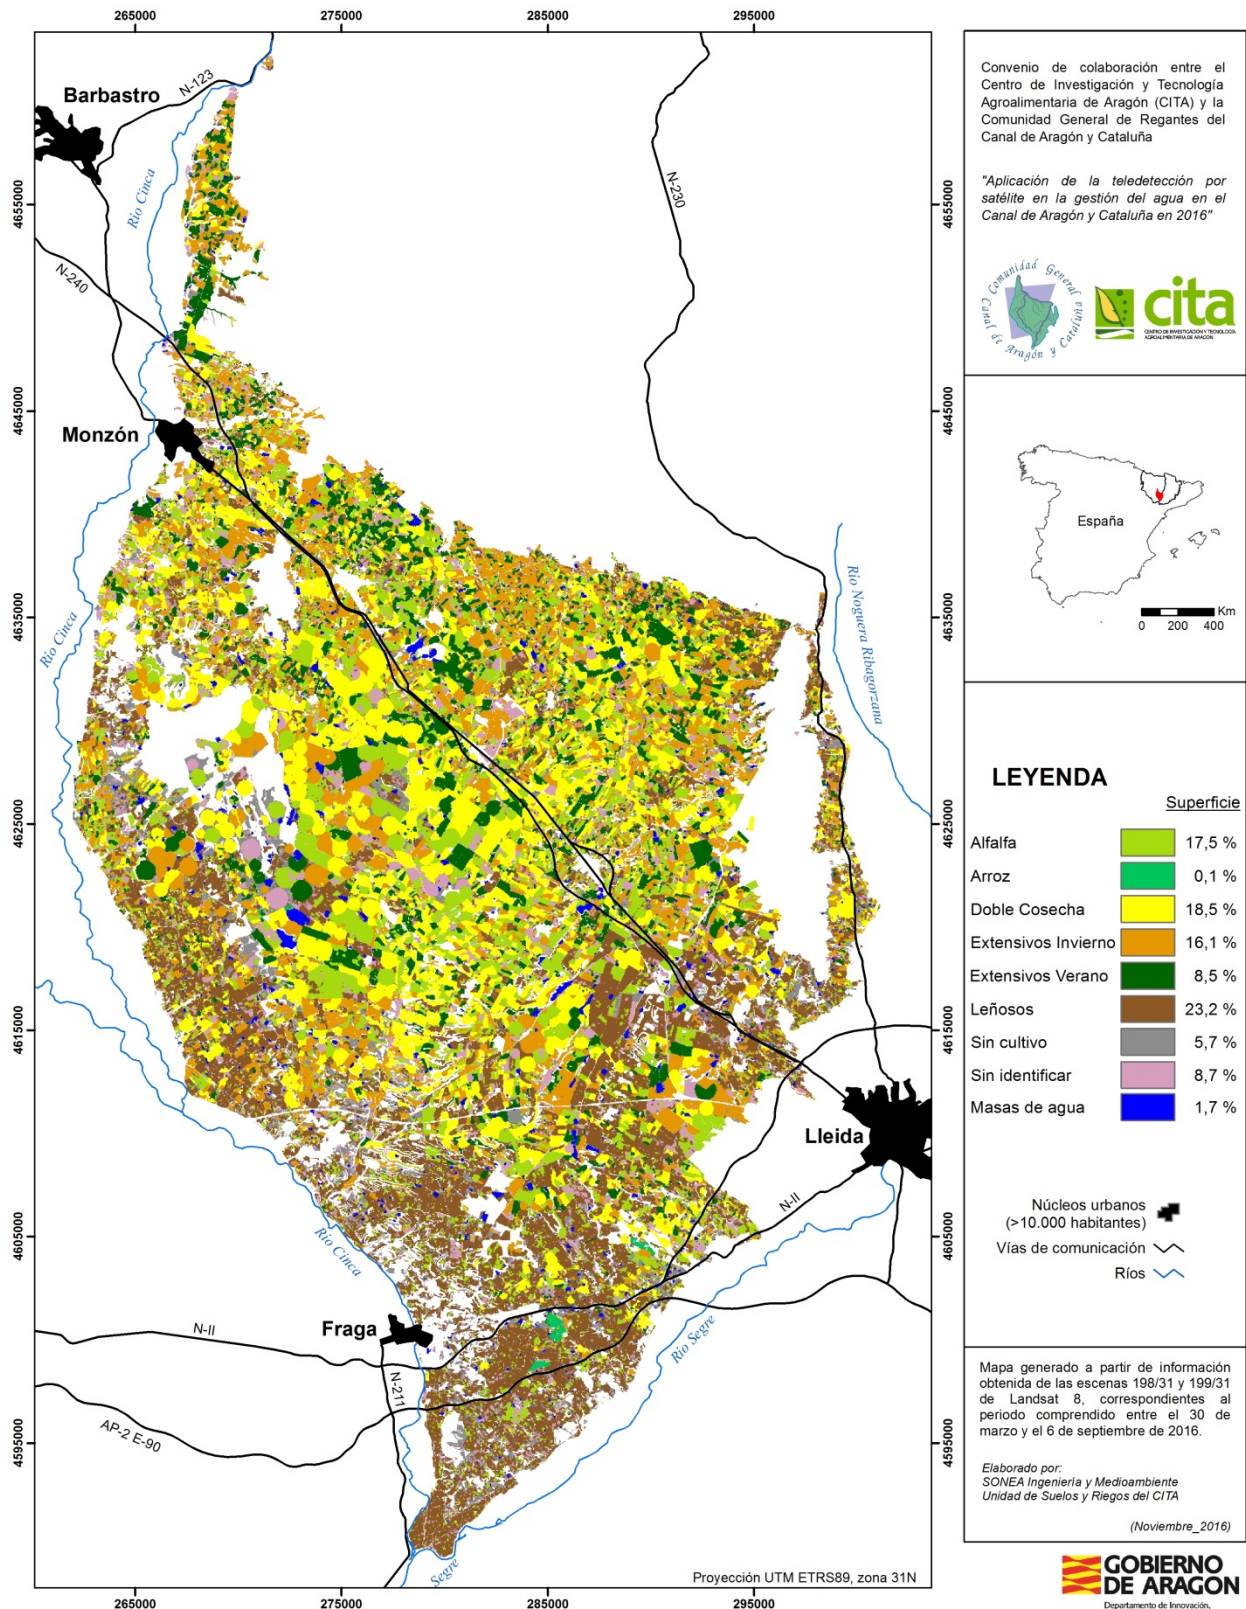 265000
275000
285000
295000
Barbastro
N-123
Río Cinca
N-230
4655000
4655000
N-240
4645000
4645000
Monzón
Río Cinca
Río Noguera Ribagorzana
4635000
4635000
4625000
4625000
4615000
4615000
Lleida
N-II
4605000
4605000
Río Cinca
Fraga
N-II
Río Segre
N-211
AP-2 E-90
4595000
4595000
Segre
Proyección UTM ETRS89, zona 31N
265000
275000
285000
295000
Convenio de colaboración entre el
Centro de Investigación y Tecnología
Agroalimentaria de Aragón (CITA) y la
Comunidad General de Regantes del
Canal de Aragón y Cataluña
"Aplicación de la teledetección por
satélite en la gestión del agua en el
Canal de Aragón y Cataluña en 2016"
Comunidad General
Canal de Aragón y Cataluña
cita
CENTRO DE INVESTIGACIÓN Y TECNOLOGÍA
AGROALIMENTARIA DE ARAGÓN
España
Km
0 200 400
LEYENDA
Superficie
Alfalfa 17,5 %
Arroz 0,1 %
Doble Cosecha 18,5 %
Extensivos Invierno 16,1 %
Extensivos Verano 8,5 %
Leñosos 23,2 %
Sin cultivo 5,7 %
Sin identificar 8,7 %
Masas de agua 1,7 %
Núcleos urbanos
(>10.000 habitantes)
Vías de comunicación
Ríos
Mapa generado a partir de información
obtenida de las escenas 198/31 y 199/31
de Landsat 8, correspondientes al
periodo comprendido entre el 30 de
marzo y el 6 de septiembre de 2016.
Elaborado por:
SONEA Ingeniería y Medioambiente
Unidad de Suelos y Riegos del CITA
(Noviembre_2016)
GOBIERNO
DE ARAGON
Departamento de Innovación,